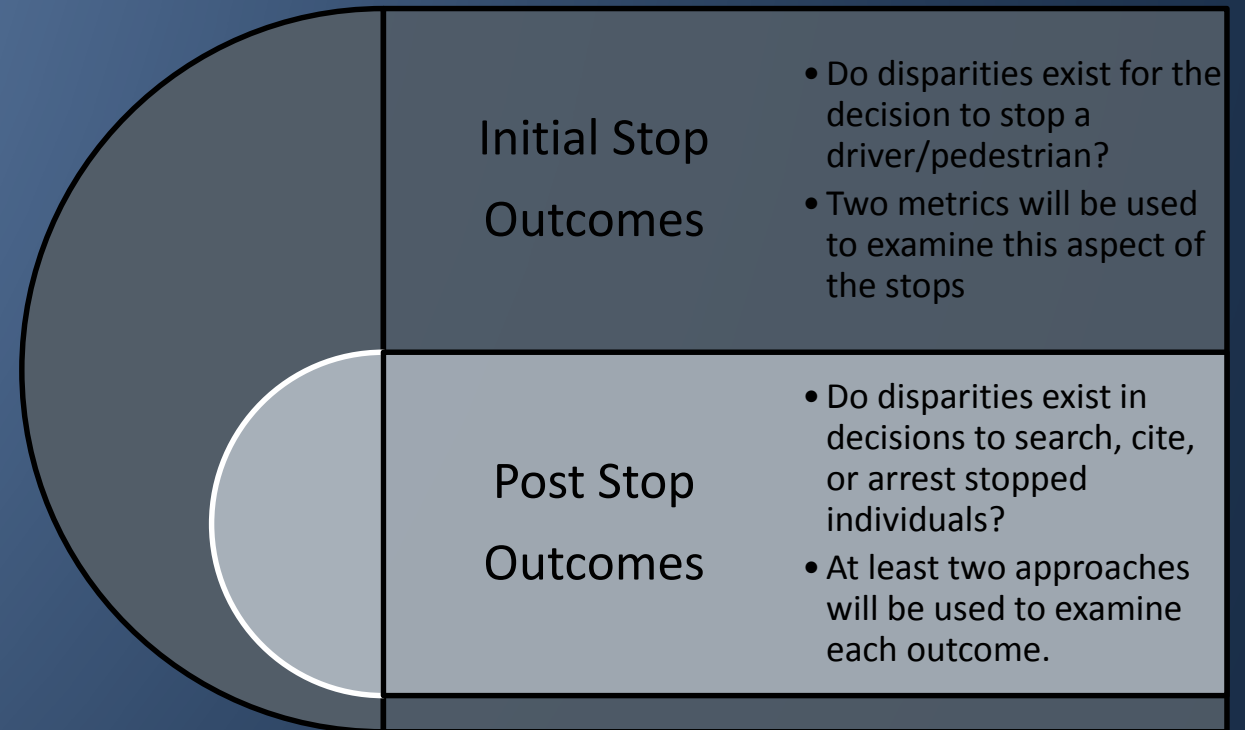 Initial Stop
Outcomes
• Do disparities exist for the
decision to stop a
driver/pedestrian?
• Two metrics will be used
to examine this aspect of
the stops
Post Stop
Outcomes
• Do disparities exist in
decisions to search, cite,
or arrest stopped
individuals?
• At least two approaches
will be used to examine
each outcome.